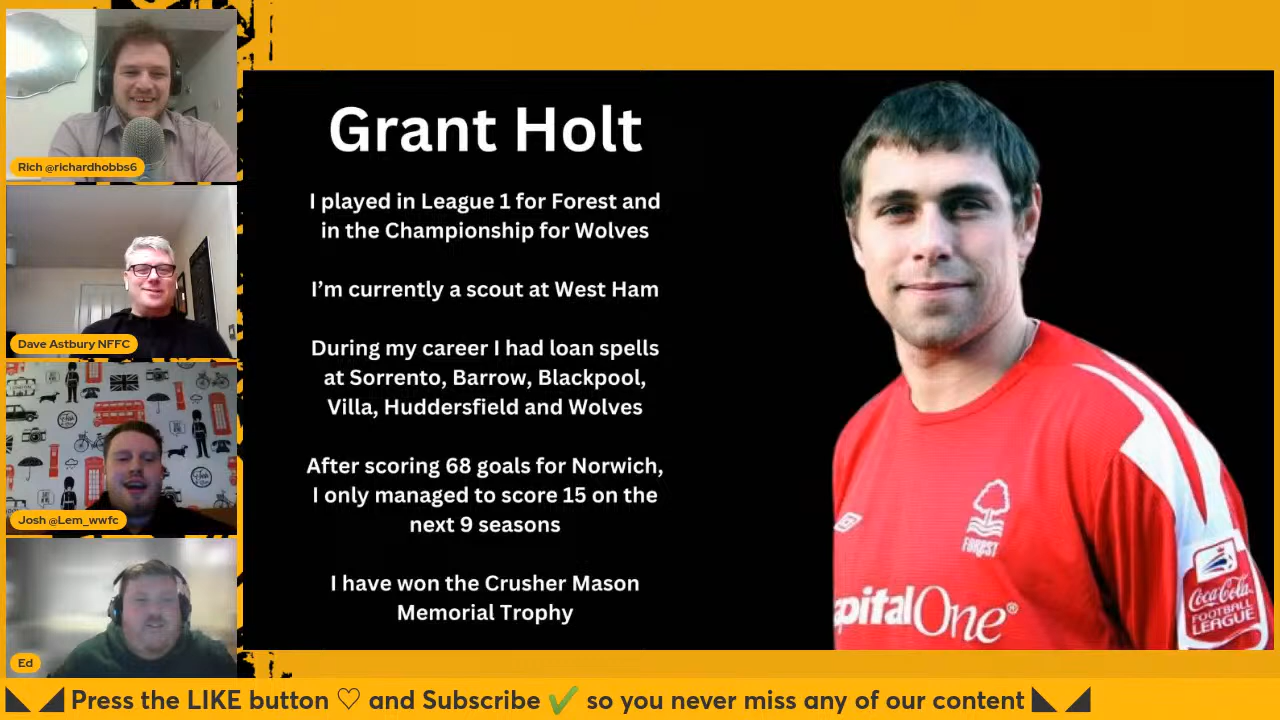 Rich @richardhobbs6
Dave Astbury NFFC
Josh @Lem_wwfc
Ed
Grant Holt
I played in League 1 for Forest and
in the Championship for Wolves
I’m currently a scout at West Ham
During my career I had loan spells
at Sorrento, Barrow, Blackpool,
Villa, Huddersfield and Wolves
After scoring 68 goals for Norwich,
I only managed to score 15 on the
next 9 seasons
I have won the Crusher Mason
Memorial Trophy
FOREST
apitalOne®
Coca-Cola
FOOTBALL
LEAGUE
Press the LIKE button ♡ and Subscribe ✔ so you never miss any of our content